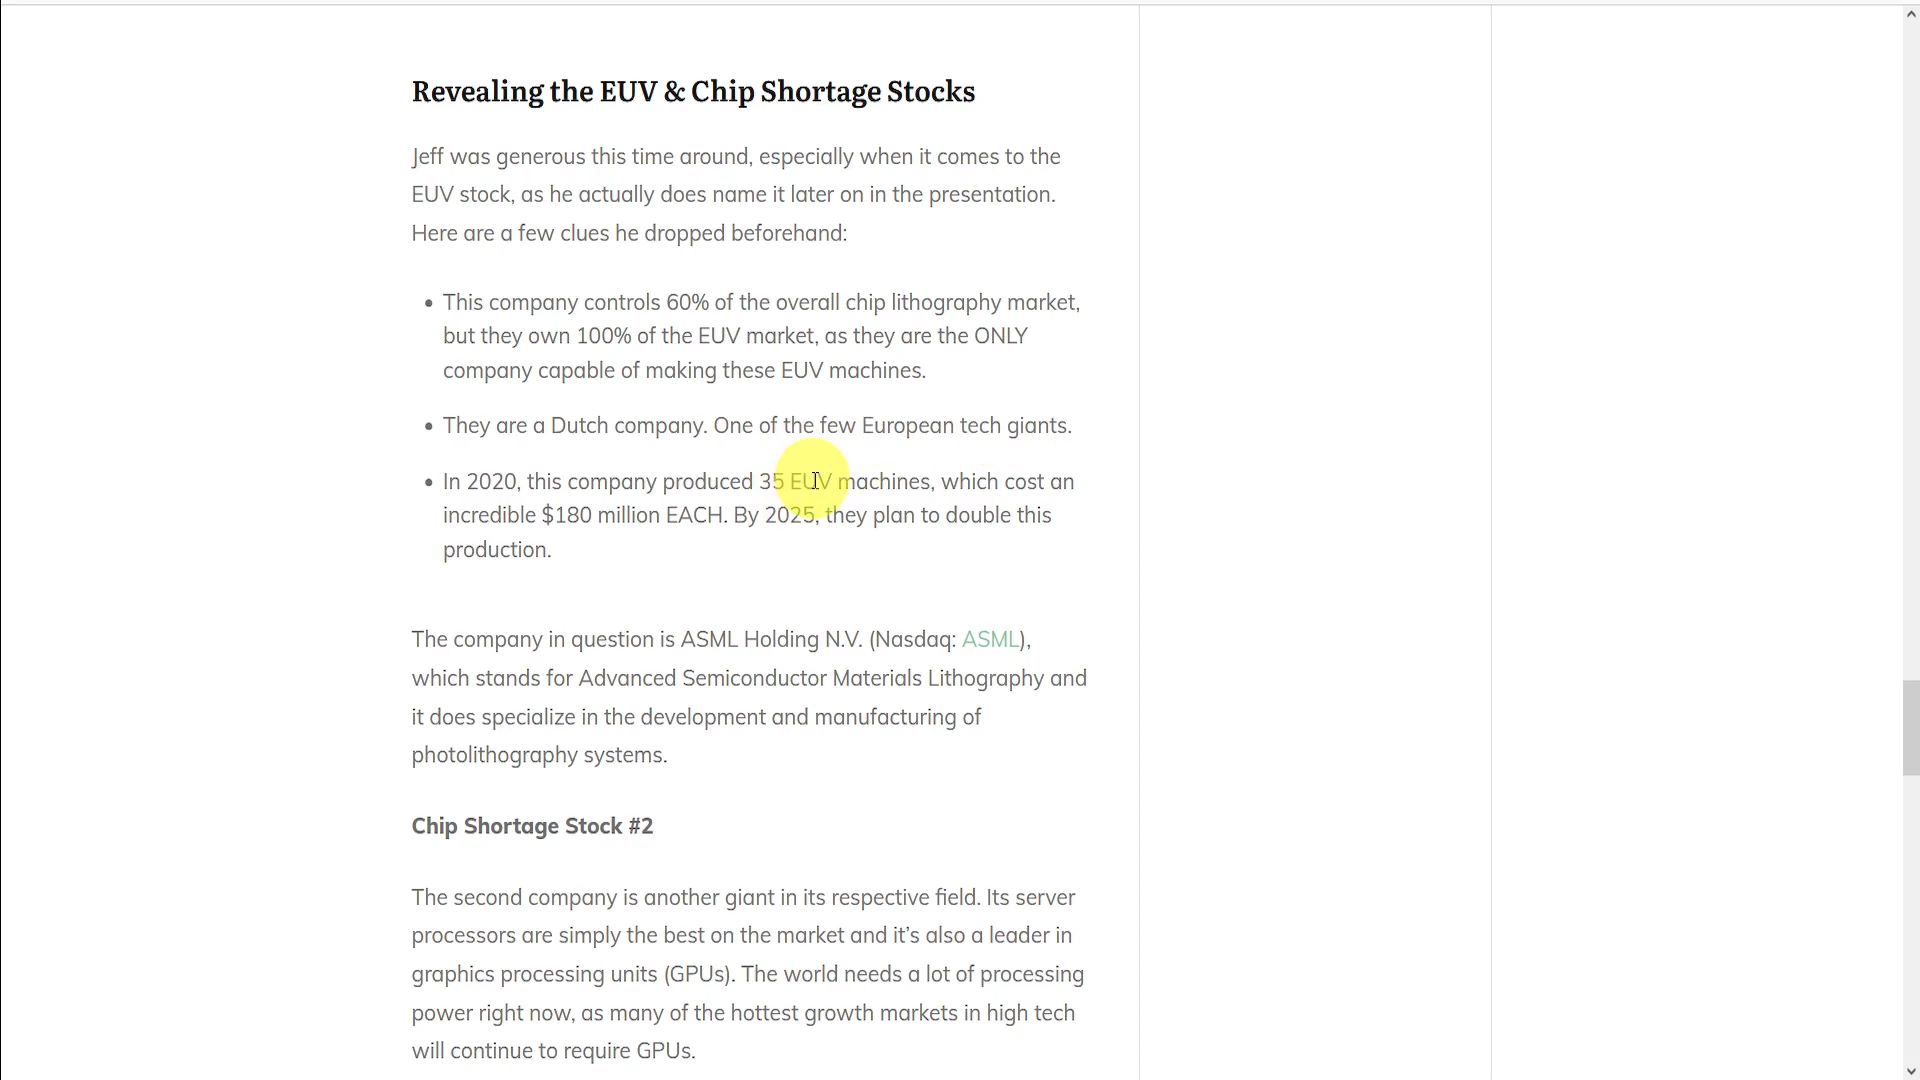 Revealing the EUV & Chip Shortage Stocks
Jeff was generous this time around, especially when it comes to the
EUV stock, as he actually does name it later on in the presentation.
Here are a few clues he dropped beforehand:
• This company controls 60% of the overall chip lithography market,
but they own 100% of the EUV market, as they are the ONLY
company capable of making these EUV machines.
• They are a Dutch company. One of the few European tech giants.
• In 2020, this company produced 35 EUV machines, which cost an
incredible $180 million EACH. By 2025, they plan to double this
production.
The company in question is ASML Holding N.V. (Nasdaq: ASML),
which stands for Advanced Semiconductor Materials Lithography and
it does specialize in the development and manufacturing of
photolithography systems.
Chip Shortage Stock #2
The second company is another giant in its respective field. Its server
processors are simply the best on the market and it’s also a leader in
graphics processing units (GPUs). The world needs a lot of processing
power right now, as many of the hottest growth markets in high tech
will continue to require GPUs.